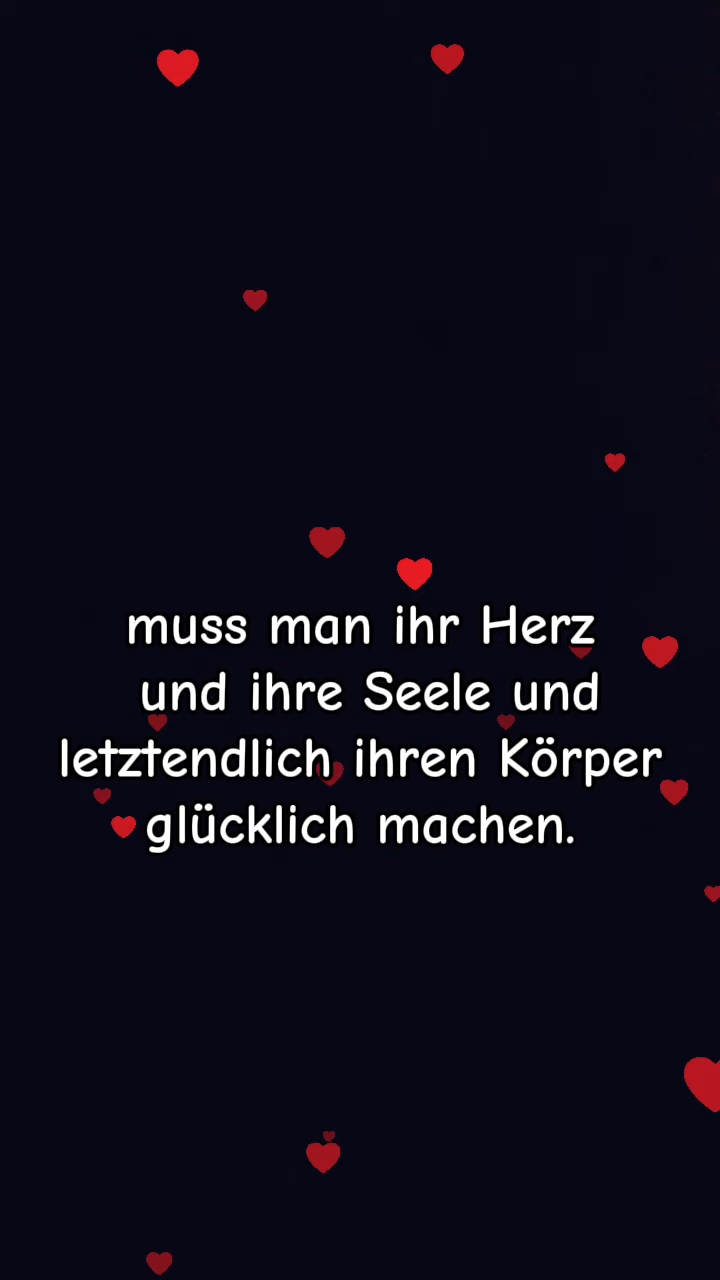 muss man ihr Herz
und ihre Seele und
letztendlich ihren Körper
glücklich machen.